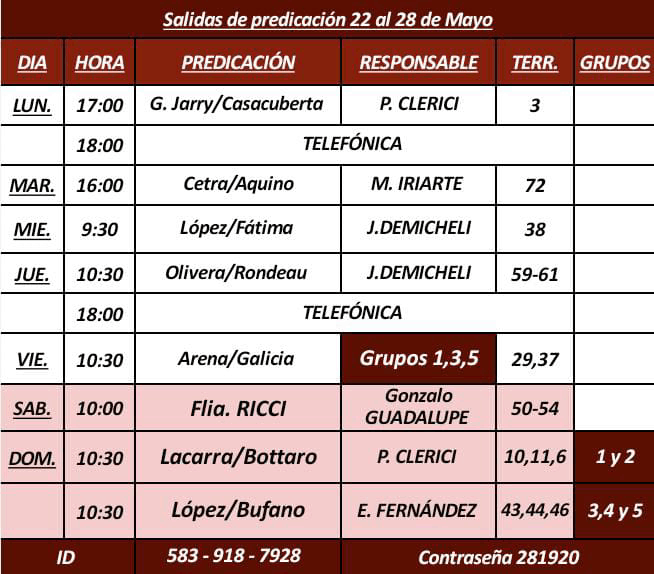 Salidas de predicación 22 al 28 de Mayo
DIA HORA PREDICACIÓN RESPONSABLE TERR. GRUPOS
LUN. 17:00 G. Jarry/Casacuberta P. CLERICI 3
18:00 TELEFÓNICA
MAR. 16:00 Cetra/Aquino M. IRIARTE 72
MIE. 9:30 López/Fátima J.DEMICHELI 38
JUE. 10:30 Olivera/Rondeau J.DEMICHELI 59-61
18:00 TELEFÓNICA
VIE. 10:30 Arena/Galicia Grupos 1,3,5 29,37
SAB. 10:00 Flia. RICCI Gonzalo GUADALUPE 50-54
DOM. 10:30 Lacarra/Bottaro P. CLERICI 10,11,6 1 y 2
10:30 López/Bufano E. FERNÁNDEZ 43,44,46 3,4 y 5
ID 583 - 918 - 7928 Contraseña 281920